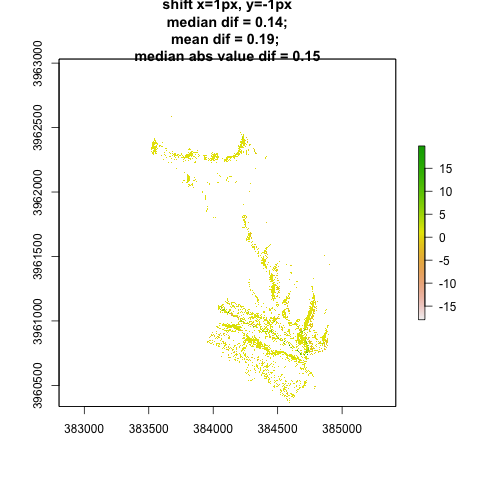 shift x=1px, y=-1px
median dif = 0.14;
mean dif = 0.19;
median abs value dif = 0.15
3963000
3962500
3962000
3961500
3961000
3960500
15
10
5
0
-5
-10
-15
383000 383500 384000 384500 385000